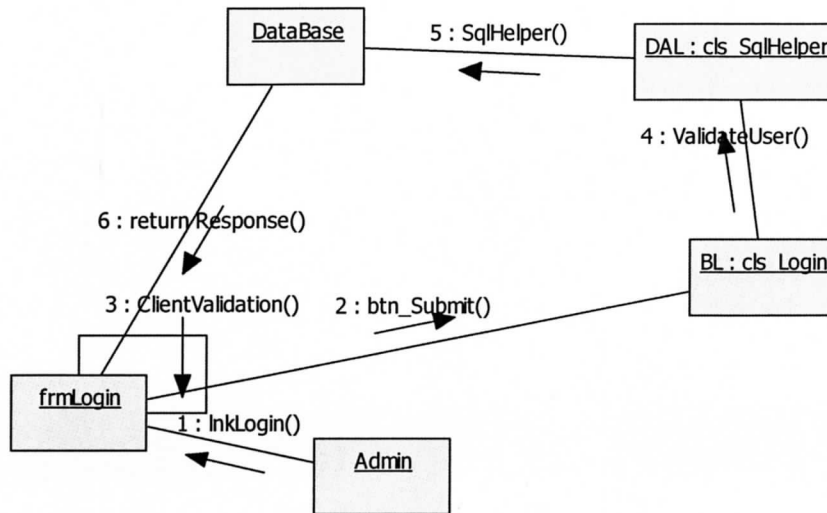 DataBase
5 : SqlHelper()
DAL : cls_SqlHelper
4 : ValidateUser()
6 : return Response()
BL : cls_Login
3 : ClientValidation()
2 : btn_Submit()
frmLogin
1 : lnkLogin()
Admin